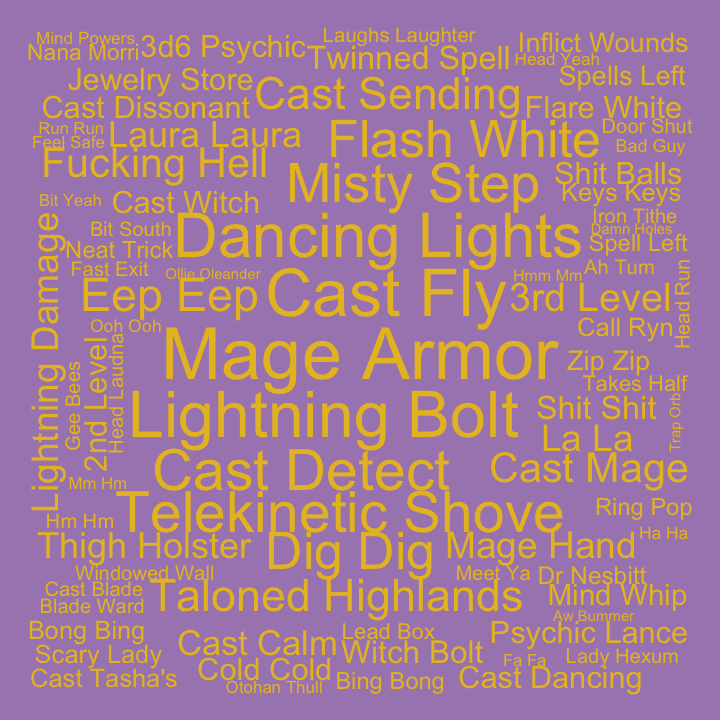 Mind Powers
Nana Morri
3d6 Psychic
Laughs Laughter
Twinned Spell
Inflict Wounds
Head Yeah
Jewelry Store
Cast Sending
Spells Left
Cast Dissonant
Flare White
Run Run
Feel Safe
Laura Laura
Flash White
Door Shut
Bad Guy
Fucking Hell
Misty Step
Shit Balls
Keys Keys
Bit Yeah
Cast Witch
Iron Tithe
Damn Holes
Bit South
Dancing Lights
Spell Left
Neat Trick
Fast Exit
Ollie Oleander
Hmm Mm
Ah Tum
Head Run
Eep Eep
Cast Fly
3rd Level
Lightning Damage
Ooh Ooh
Call Ryn
2nd Level
Head Laudna
Gee Bees
Mage Armor
Zip Zip
Takes Half
Lightning Bolt
Shit Shit
Trap Orb
La La
Cast Detect
Cast Mage
Mm Hm
Telekinetic Shove
Ring Pop
Hm Hm
Ha Ha
Thigh Holster
Dig Dig
Mage Hand
Windowed Wall
Meet Ya
Dr Nesbitt
Cast Blade
Blade Ward
Taloned Highlands
Mind Whip
Aw Bummer
Bong Bing
Cast Calm
Lead Box
Psychic Lance
Scary Lady
Witch Bolt
Fa Fa
Lady Hexum
Cast Tasha's
Cold Cold
Otohan Thull
Bing Bong
Cast Dancing